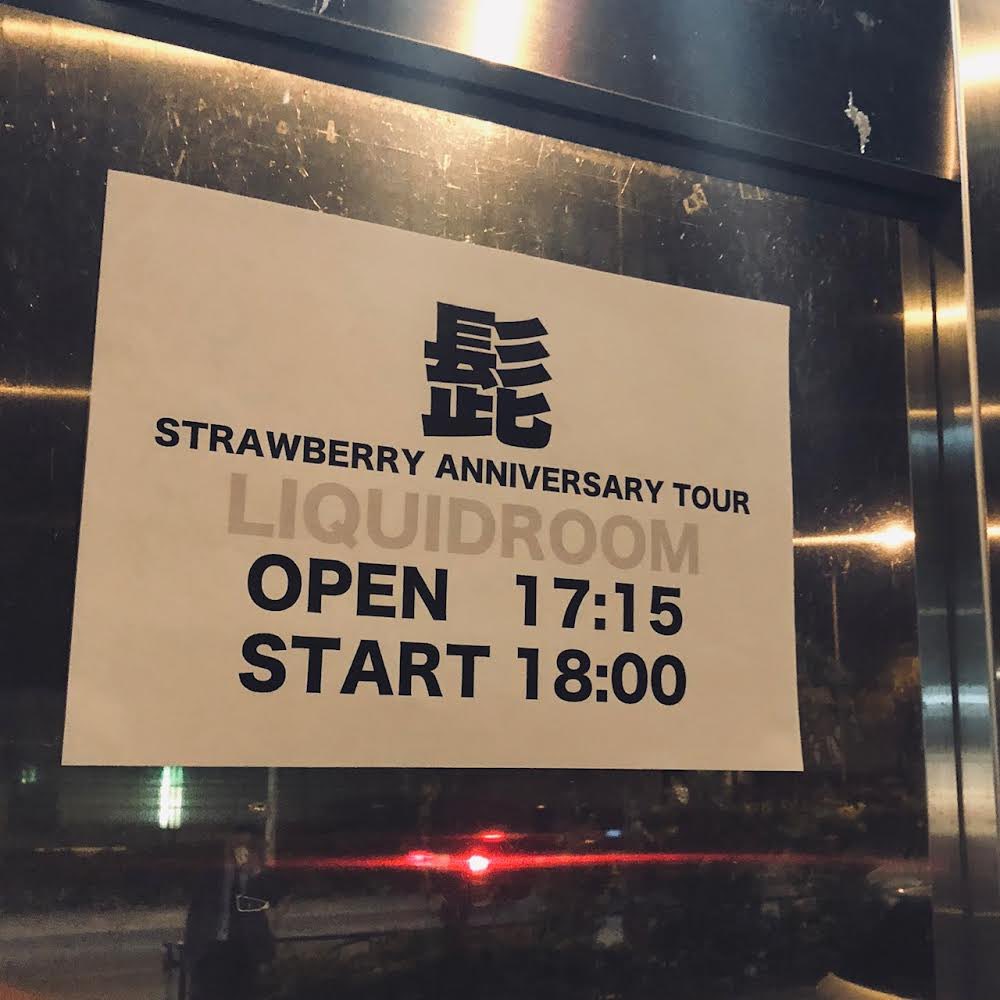 髭
STRAWBERRY ANNIVERSARY TOUR
LIQUIDROOM
OPEN 17:15
START 18:00